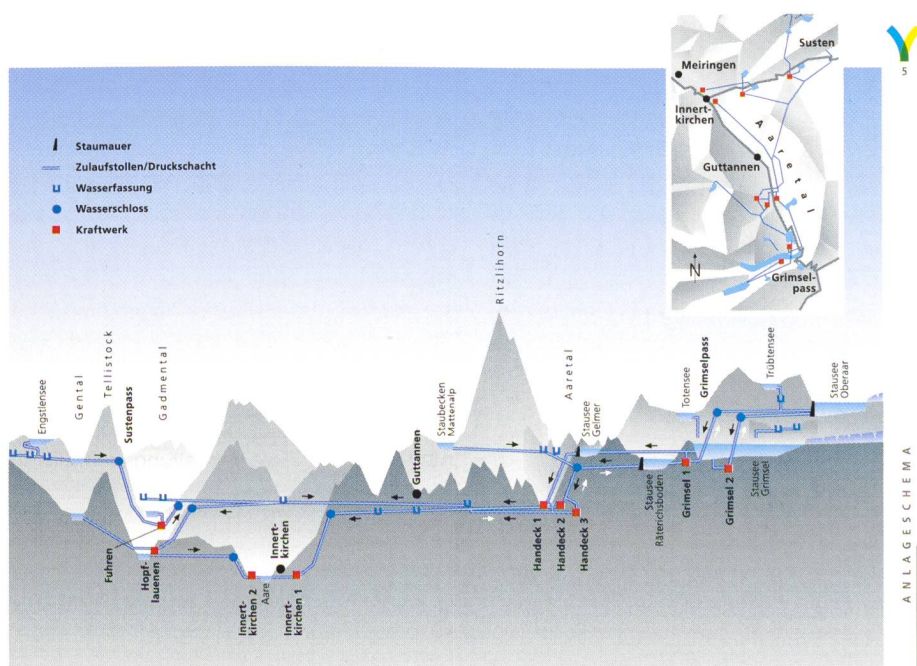 5
Susten
Meiringen
Innert-
kirchen
Aaretal
Guttannen
N
Grimsel-
pass
Staumauer
Zulaufstollen/Druckschacht
Wasserfassung
Wasserschloss
Kraftwerk
Engstlensee
Gental
Tellistock
Sustenpass
Gadmental
Ritzlihorn
Guttannen
Staubecken
Mattenalp
Aaretal
Stausee
Gelmer
Totensee
Grimselpass
Trübtensee
Stausee
Oberaar
Fuhren
Hopf-
lauenen
Innert-
kirchen 2
Aare
Innert-
kirchen
Innert-
kirchen 1
Handeck 1
Handeck 2
Handeck 3
Stausee
Räterichsboden
Grimsel 1
Grimsel 2
Stausee
Grimsel
ANLAGESCHEMA